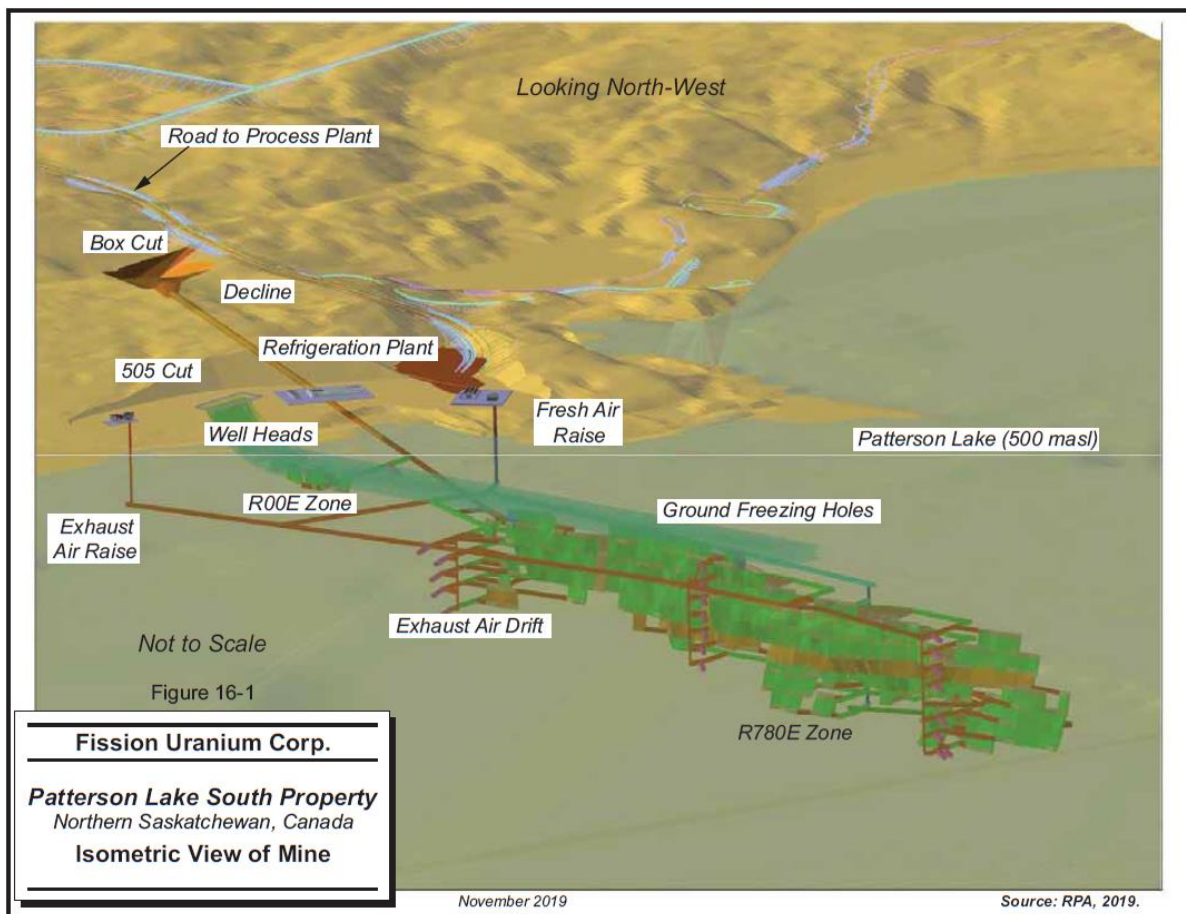 Looking North-West
Road to Process Plant
Box Cut
Decline
Refrigeration Plant
505 Cut
Fresh Air
Raise
Well Heads
Patterson Lake (500 masl)
R00E Zone
Ground Freezing Holes
Exhaust
Air Raise
Exhaust Air Drift
Not to Scale
Figure 16-1
R780E Zone
Fission Uranium Corp.
Patterson Lake South Property
Northern Saskatchewan, Canada
Isometric View of Mine
November 2019
Source: RPA, 2019.